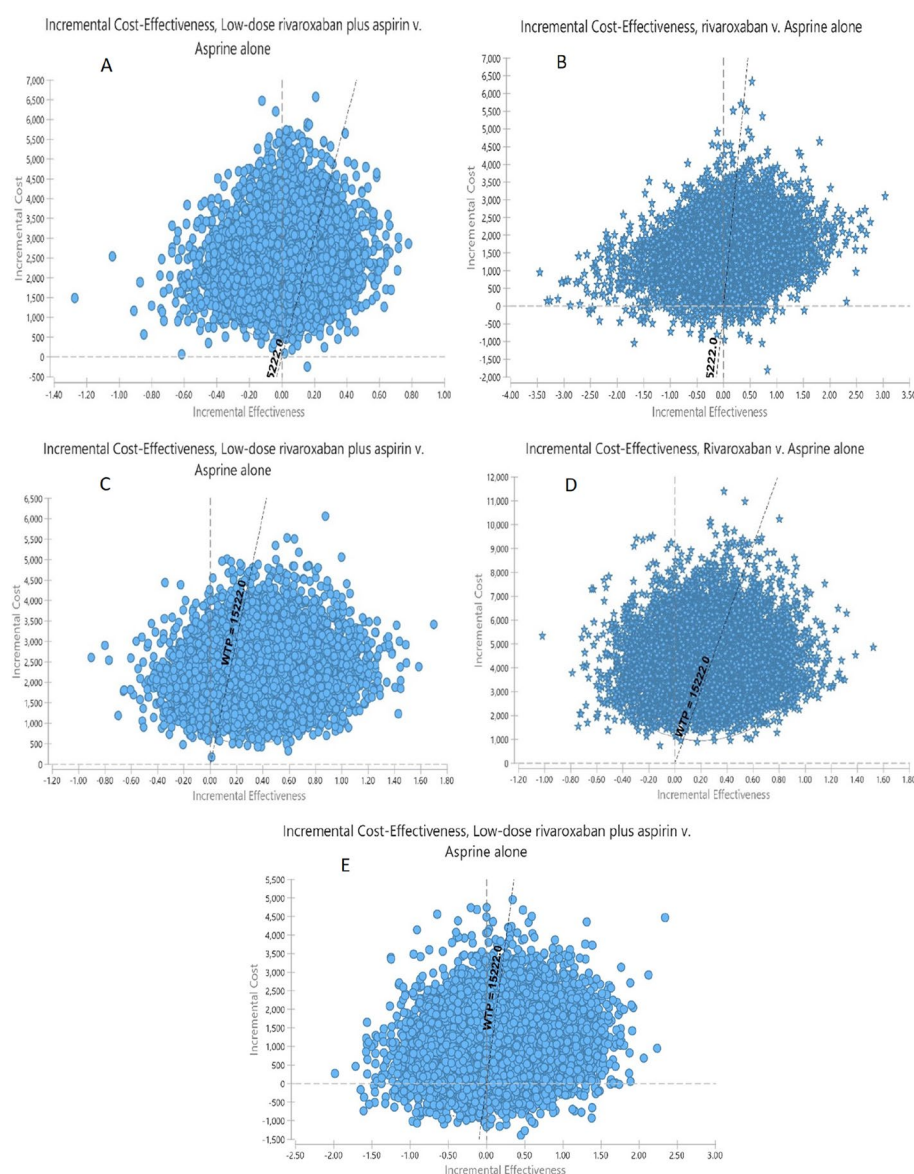 Incremental Cost-Effectiveness, Low-dose rivaroxaban plus aspirin v.
Asprine alone
A
7,000
6,500
6,000
5,500
5,000
4,500
4,000
3,500
3,000
2,500
2,000
1,500
1,000
500
0
-500
Incremental Cost
5222.0
-1.40 -1.20 -1.00 -0.80 -0.60 -0.40 -0.20 0.00 0.20 0.40 0.60 0.80 1.00
Incremental Effectiveness
Incremental Cost-Effectiveness, rivaroxaban v. Asprine alone
B
7,000
6,000
5,000
4,500
4,000
3,500
3,000
2,500
2,000
1,500
1,000
500
0
-500
-1,000
-1,500
-2,000
Incremental Cost
5222.0
-4.00 -3.50 -3.00 -2.50 -2.00 -1.50 -1.00 -0.50 0.00 0.50 1.00 1.50 2.00 2.50 3.00 3.50
Incremental Effectiveness
Incremental Cost-Effectiveness, Low-dose rivaroxaban plus aspirin v.
Asprine alone
C
6,500
6,000
5,500
5,000
4,500
4,000
3,500
3,000
2,500
2,000
1,500
1,000
500
0
Incremental Cost
WTP = 15222.0
-1.20 -1.00 -0.80 -0.60 -0.40 -0.20 0.00 0.20 0.40 0.60 0.80 1.00 1.20 1.40 1.60 1.80
Incremental Effectiveness
Incremental Cost-Effectiveness, Rivaroxaban v. Asprine alone
D
12,000
11,000
10,000
9,000
8,000
7,000
6,000
5,000
4,000
3,000
2,000
1,000
0
Incremental Cost
WTP = 15222.0
-1.20 -1.00 -0.80 -0.60 -0.40 -0.20 0.00 0.20 0.40 0.60 0.80 1.00 1.20 1.40 1.60 1.80
Incremental Effectiveness
Incremental Cost-Effectiveness, Low-dose rivaroxaban plus aspirin v.
Asprine alone
E
5,500
5,000
4,500
4,000
3,500
3,000
2,500
2,000
1,500
1,000
500
0
-500
-1,000
-1,500
Incremental Cost
WTP = 15222.0
-2.50 -2.00 -1.50 -1.00 -0.50 0.00 0.50 1.00 1.50 2.00 2.50 3.00
Incremental Effectiveness